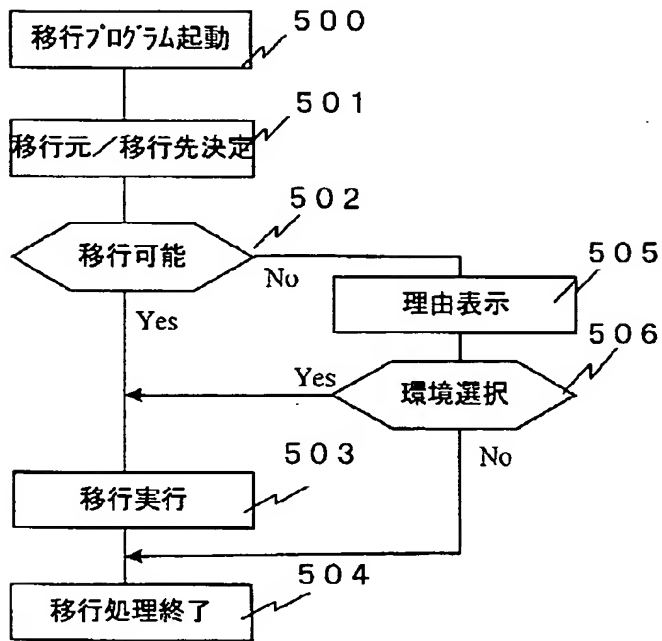 移行プログラム起動
500
移行元／移行先決定
501
移行可能
502
No
Yes
理由表示
505
環境選択
506
Yes
No
移行実行
503
移行処理終了
504